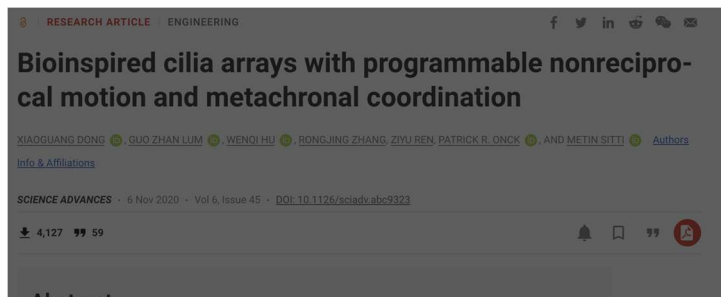 RESEARCH ARTICLE | ENGINEERING
Bioinspired cilia arrays with programmable nonrecipro-
cal motion and metachronal coordination
XIAOGUANG DONG, GUO ZHAN LUM, WENQI HU, RONGJING ZHANG, ZIYU REN, PATRICK R. ONCK, AND METIN SITTI Authors
Info & Affiliations
SCIENCE ADVANCES · 6 Nov 2020 · Vol 6, Issue 45 · DOI: 10.1126/sciadv.abc9323
4,127 59